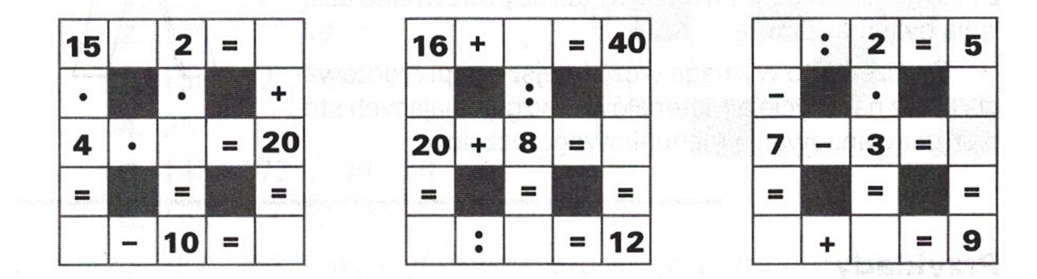 15 2 =
· · +
4 · = 20
= = =
− 10 =
16 + = 40
:
20 + 8 =
= = =
: = 12
: 2 = 5
− ·
7 3 =
= = =
+ = 9